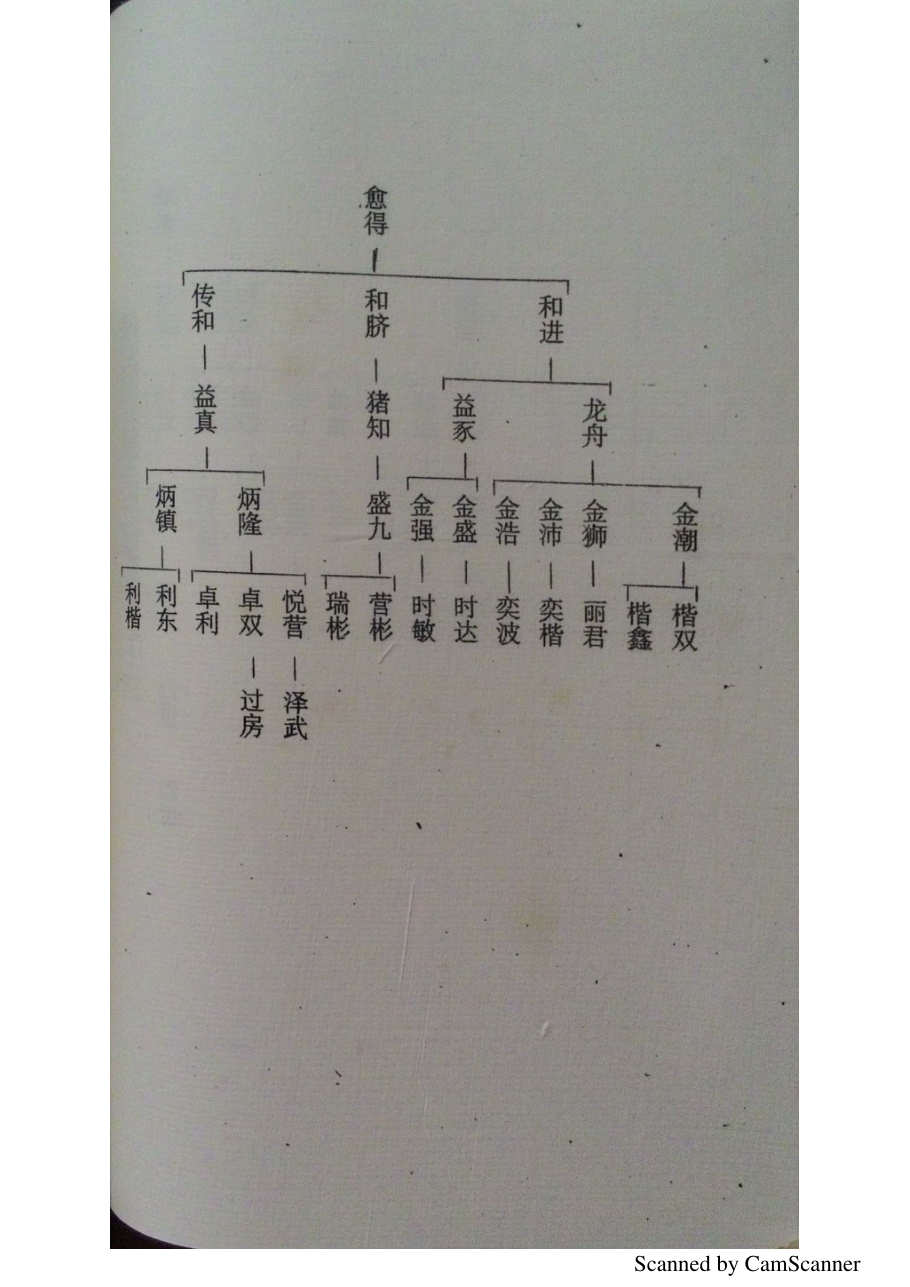 愈得
和进
和脐
传和
龙舟
益豕
猪知
益真
金潮
金狮
金沛
金浩
金盛
金强
盛九
炳隆
炳镇
楷双
楷鑫
丽君
奕楷
奕波
时达
时敏
营彬
瑞彬
悦营
卓双
卓利
利东
利楷
泽武
过房
Scanned by CamScanner